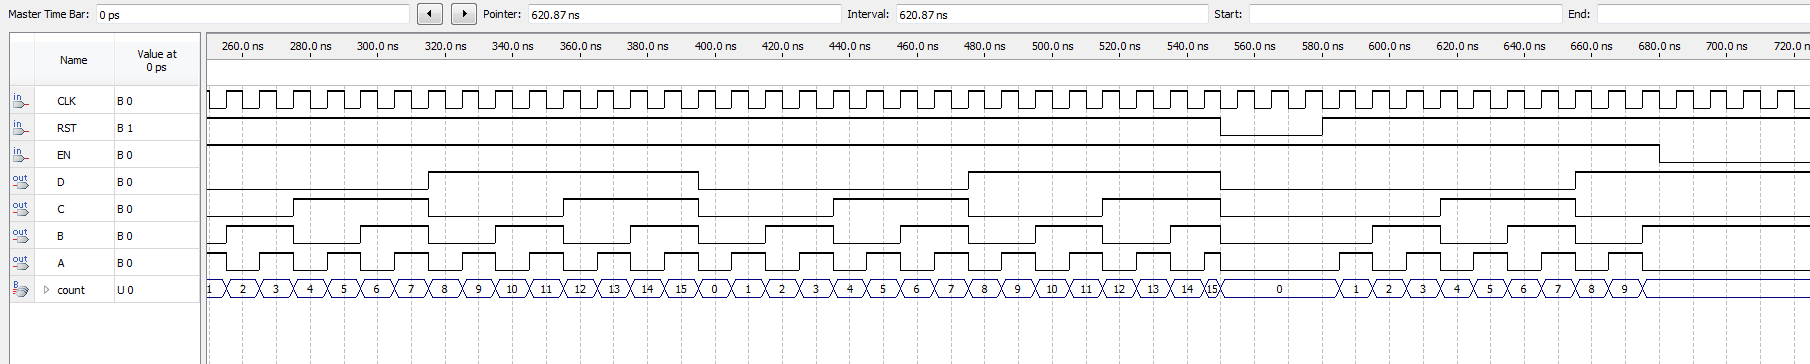 Master Time Bar: 0 ps Pointer: 620.87 ns Interval: 620.87 ns Start: End:
Name Value at 0 ps 260.0 ns 280.0 ns 300.0 ns 320.0 ns 340.0 ns 360.0 ns 380.0 ns 400.0 ns 420.0 ns 440.0 ns 460.0 ns 480.0 ns 500.0 ns 520.0 ns 540.0 ns 560.0 ns 580.0 ns 600.0 ns 620.0 ns 640.0 ns 660.0 ns 680.0 ns 700.0 ns 720.0 n
in CLK B 0
in RST B 1
in EN B 0
out D B 0
out C B 0
out B B 0
out A B 0
B count U 0 1 2 3 4 5 6 7 8 9 10 11 12 13 14 15 0 1 2 3 4 5 6 7 8 9 10 11 12 13 14 15 0 1 2 3 4 5 6 7 8 9